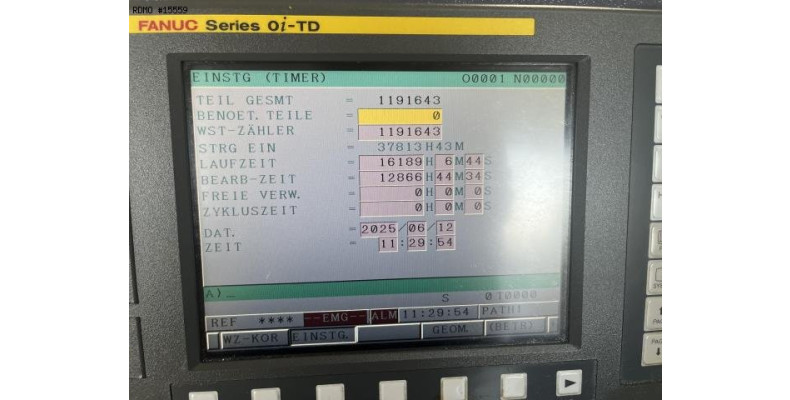 RDMO #15559
FANUC Series 0i-TD
EINSTG (TIMER) O0001 N00000
TEIL GESMT = 1191643
BENOET. TEILE = 0
WST-ZÄHLER = 1191643
STRG EIN = 37813H43M
LAUFZEIT = 16189H 6M44S
BEARB-ZEIT = 12866H44M34S
FREIE VERW. = 0H 0M 0S
ZYKLUSZEIT = 0H 0M 0S
DAT. = 2025/06/12
ZEIT = 11:29:54
A)_
S 0 T0000
REF **** --EMG-- ALM 11:29:54 PATH1
WZ-KOR EINSTG. GEOM. (BETR)